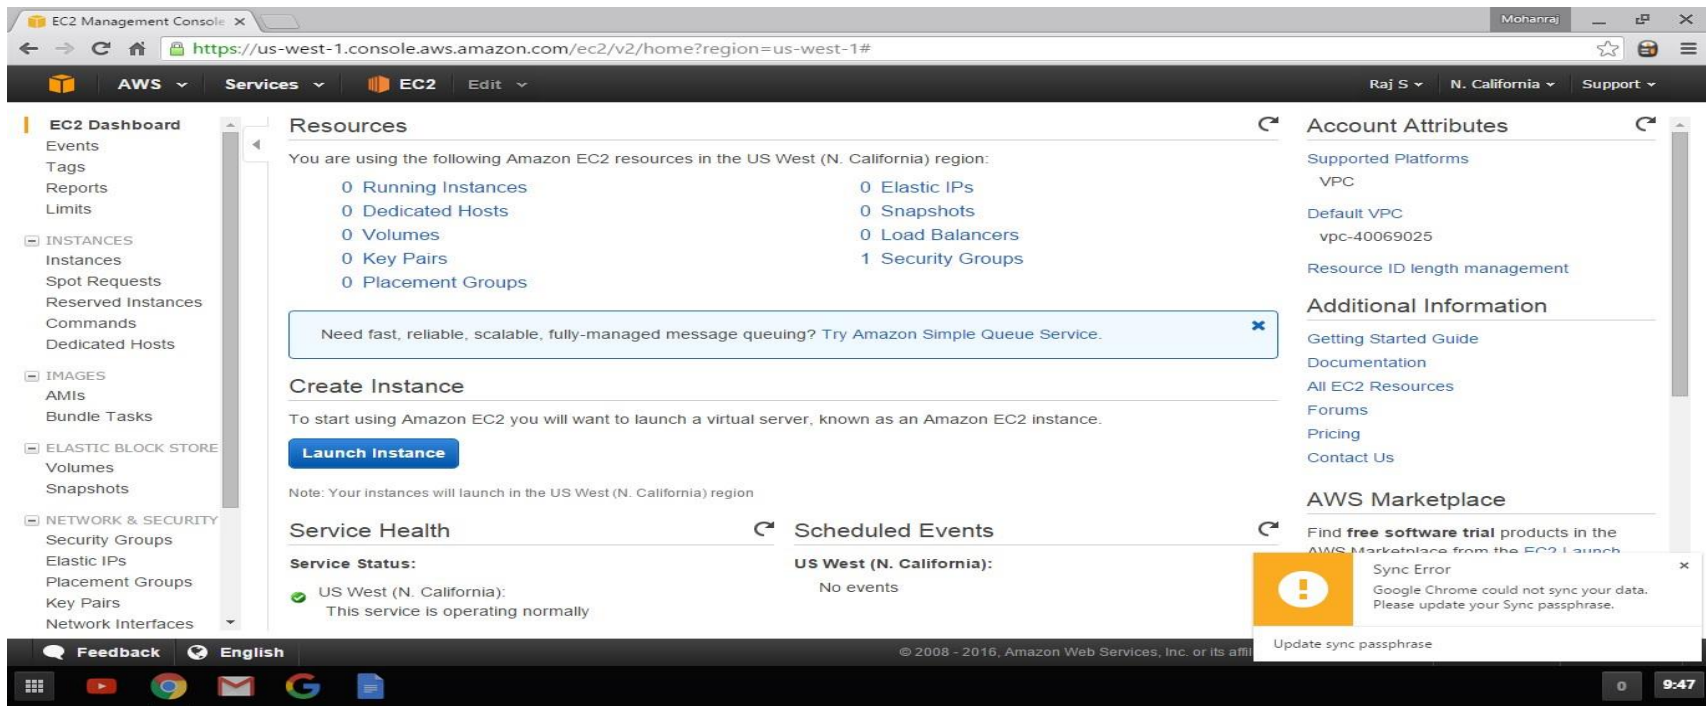 EC2 Management Console
Mohanraj
https://us-west-1.console.aws.amazon.com/ec2/v2/home?region=us-west-1#
AWS Services EC2 Edit Raj S N. California Support
EC2 Dashboard
Events
Tags
Reports
Limits
INSTANCES
Instances
Spot Requests
Reserved Instances
Commands
Dedicated Hosts
IMAGES
AMIs
Bundle Tasks
ELASTIC BLOCK STORE
Volumes
Snapshots
NETWORK & SECURITY
Security Groups
Elastic IPs
Placement Groups
Key Pairs
Network Interfaces
Resources
You are using the following Amazon EC2 resources in the US West (N. California) region:
0 Running Instances
0 Dedicated Hosts
0 Volumes
0 Key Pairs
0 Placement Groups
0 Elastic IPs
0 Snapshots
0 Load Balancers
1 Security Groups
Need fast, reliable, scalable, fully-managed message queuing? Try Amazon Simple Queue Service.
Create Instance
To start using Amazon EC2 you will want to launch a virtual server, known as an Amazon EC2 instance.
Launch Instance
Note: Your instances will launch in the US West (N. California) region
Service Health
Service Status:
US West (N. California):
This service is operating normally
Scheduled Events
US West (N. California):
No events
Account Attributes
Supported Platforms
VPC
Default VPC
vpc-40069025
Resource ID length management
Additional Information
Getting Started Guide
Documentation
All EC2 Resources
Forums
Pricing
Contact Us
AWS Marketplace
Find free software trial products in the
AWS Marketplace from the EC2 Launch
Sync Error
Google Chrome could not sync your data.
Please update your Sync passphrase.
Update sync passphrase
Feedback English
© 2008 - 2016, Amazon Web Services, Inc. or its affil
0 9:47